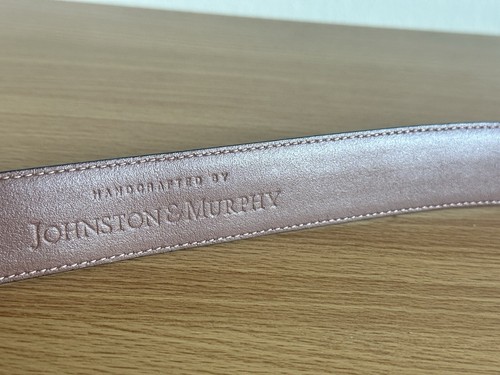 HANDCRAFTED BY
JOHNSTON & MURPHY